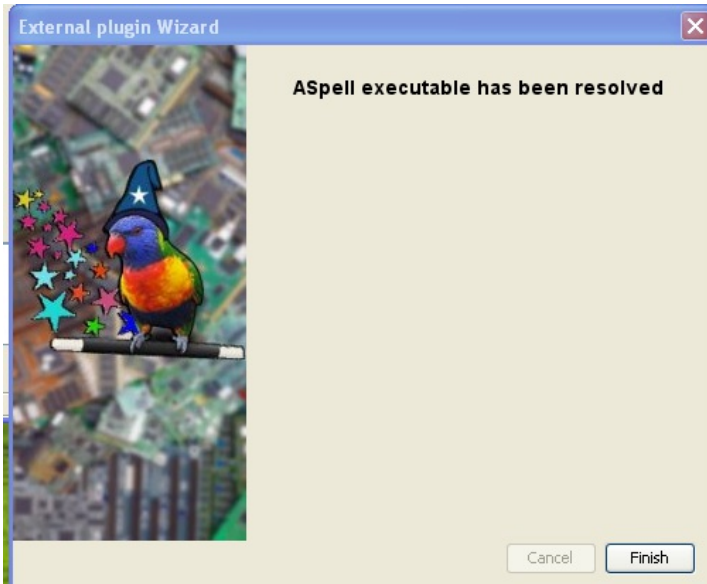 External plugin Wizard
ASpell executable has been resolved
Cancel
Finish